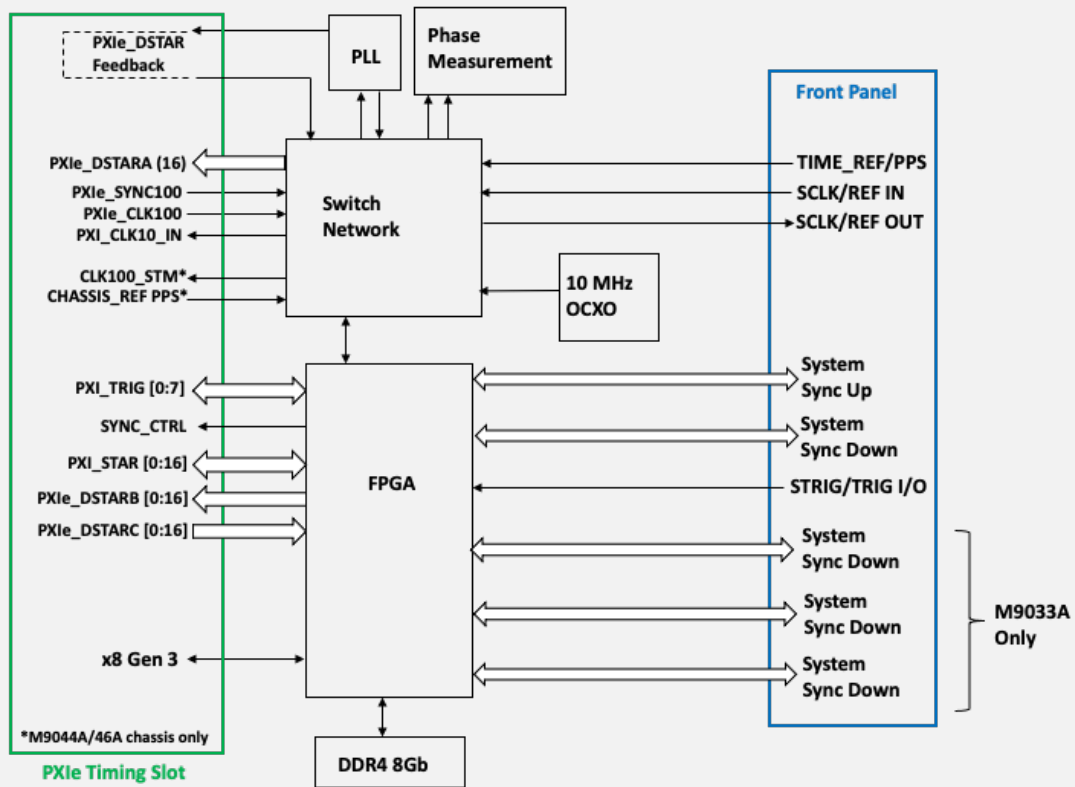 PXIe_DSTAR
Feedback
PLL
Phase
Measurement
Front Panel
PXIe_DSTARA (16)
PXIe_SYNC100
PXIe_CLK100
PXI_CLK10_IN
CLK100_STM*
CHASSIS_REF PPS*
Switch
Network
TIME_REF/PPS
SCLK/REF IN
SCLK/REF OUT
10 MHz
OCXO
PXI_TRIG [0:7]
SYNC_CTRL
PXI_STAR [0:16]
PXIe_DSTARB [0:16]
PXIe_DSTARC [0:16]
FPGA
System
Sync Up
System
Sync Down
STRIG/TRIG I/O
System
Sync Down
System
Sync Down
System
Sync Down
M9033A
Only
x8 Gen 3
*M9044A/46A chassis only
PXIe Timing Slot
DDR4 8Gb